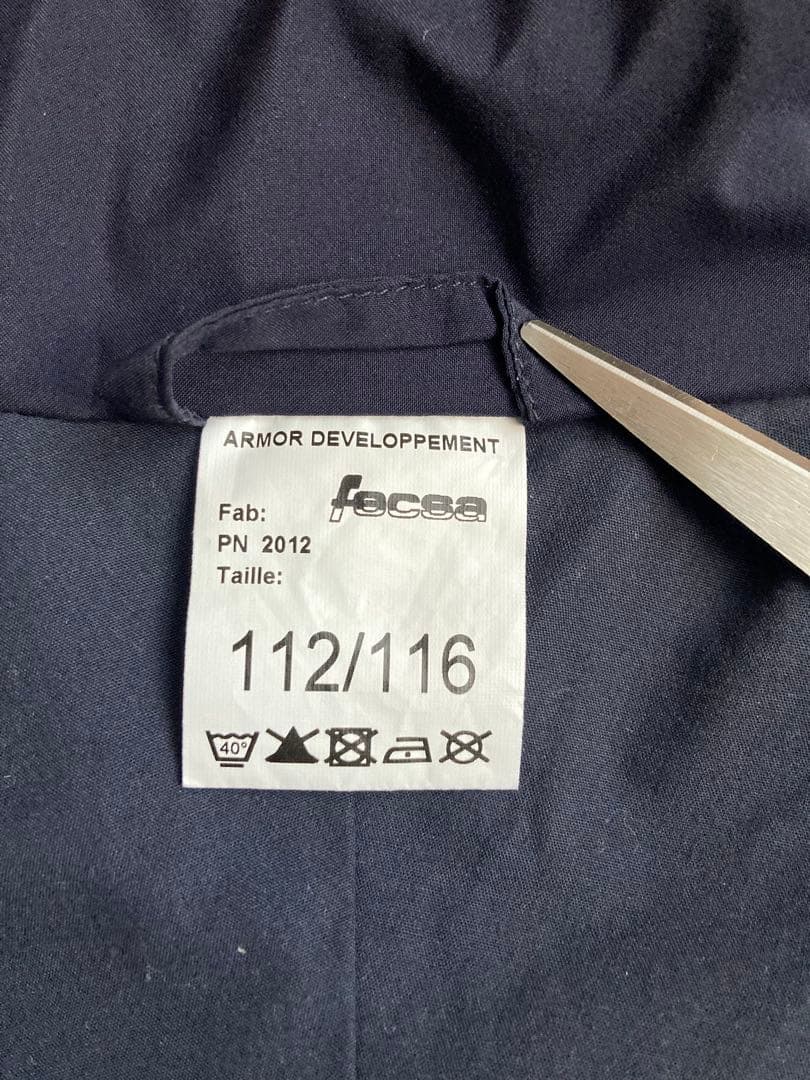 ARMOR DEVELOPPEMENT
Fab: focsa
PN 2012
Taille:
112/116
40°